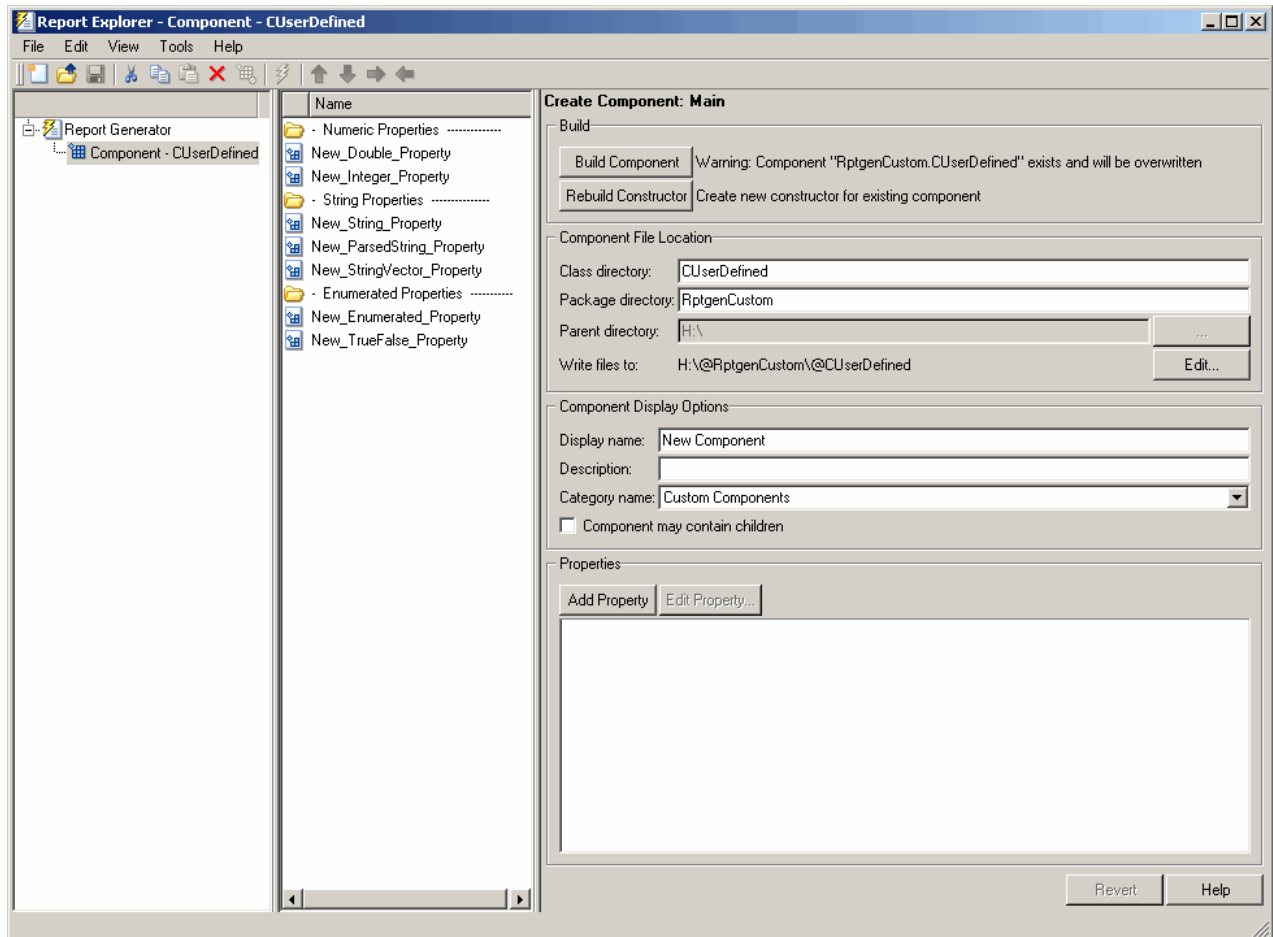 Report Explorer - Component - CUserDefined
File Edit View Tools Help
Report Generator
Component - CUserDefined
Name
- Numeric Properties -------------
New_Double_Property
New_Integer_Property
- String Properties --------------
New_String_Property
New_ParsedString_Property
New_StringVector_Property
- Enumerated Properties ----------
New_Enumerated_Property
New_TrueFalse_Property
Create Component: Main
Build
Build Component Warning: Component "RptgenCustom.CUserDefined" exists and will be overwritten
Rebuild Constructor Create new constructor for existing component
Component File Location
Class directory: CUserDefined
Package directory: RptgenCustom
Parent directory: H:\ ...
Write files to: H:\@RptgenCustom\@CUserDefined Edit...
Component Display Options
Display name: New Component
Description:
Category name: Custom Components
Component may contain children
Properties
Add Property Edit Property...
Revert Help